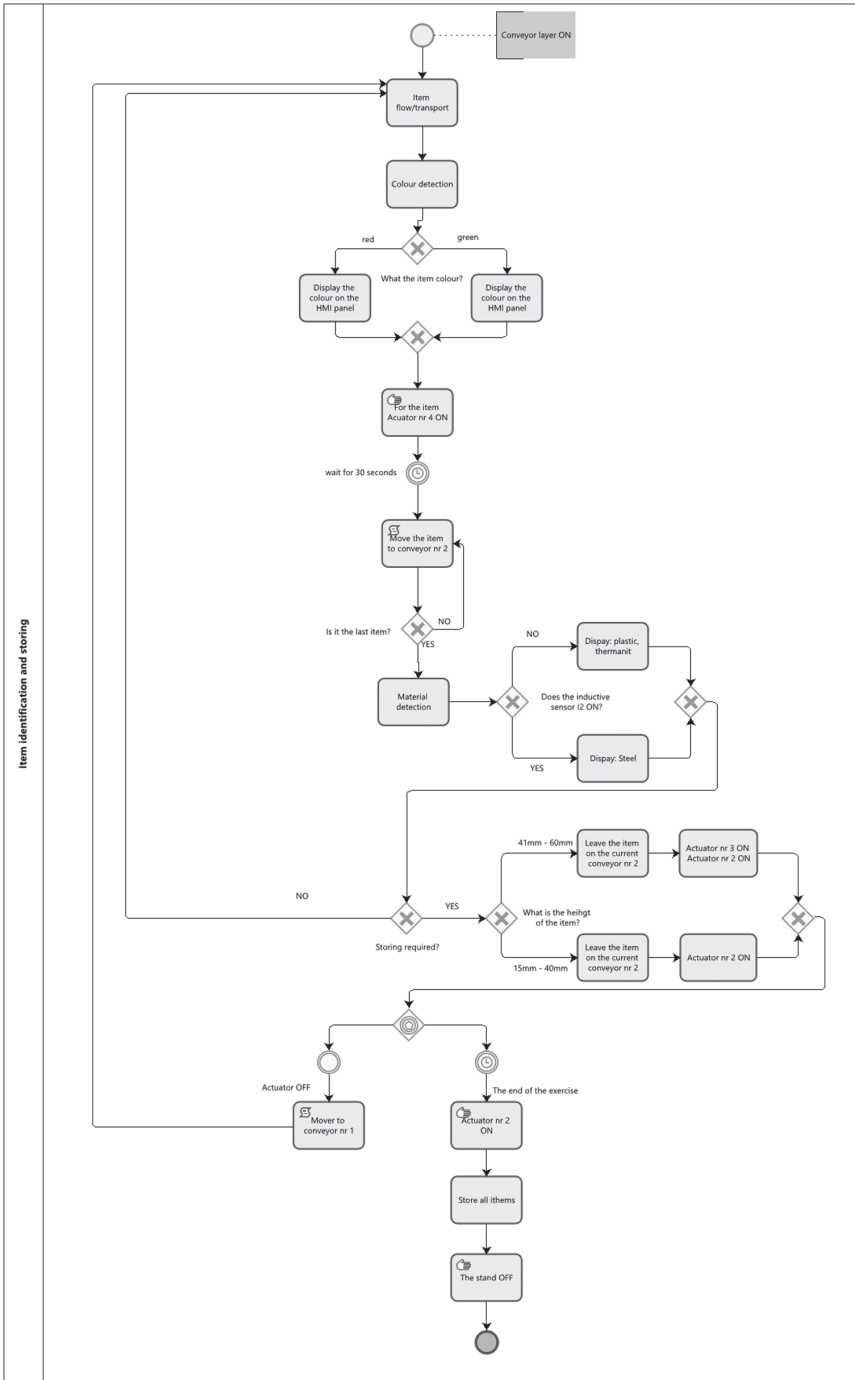 Item identification and storing
Conveyor layer ON
Item
flow/transport
Colour detection
red
green
What the item colour?
Display the
colour on the
HMI panel
Display the
colour on the
HMI panel
For the item
Acuator nr 4 ON
wait for 30 seconds
Move the item
to conveyor nr 2
Is it the last item?
NO
YES
Material
detection
NO
Does the inductive
sensor I2 ON?
YES
Dispay: plastic,
thermanit
Dispay: Steel
NO
Storing required?
YES
41mm - 60mm
What is the heihgt
of the item?
15mm - 40mm
Leave the item
on the current
conveyor nr 2
Actuator nr 3 ON
Actuator nr 2 ON
Leave the item
on the current
conveyor nr 2
Actuator nr 2 ON
Actuator OFF
Mover to
conveyor nr 1
The end of the exercise
Actuator nr 2
ON
Store all ithems
The stand OFF